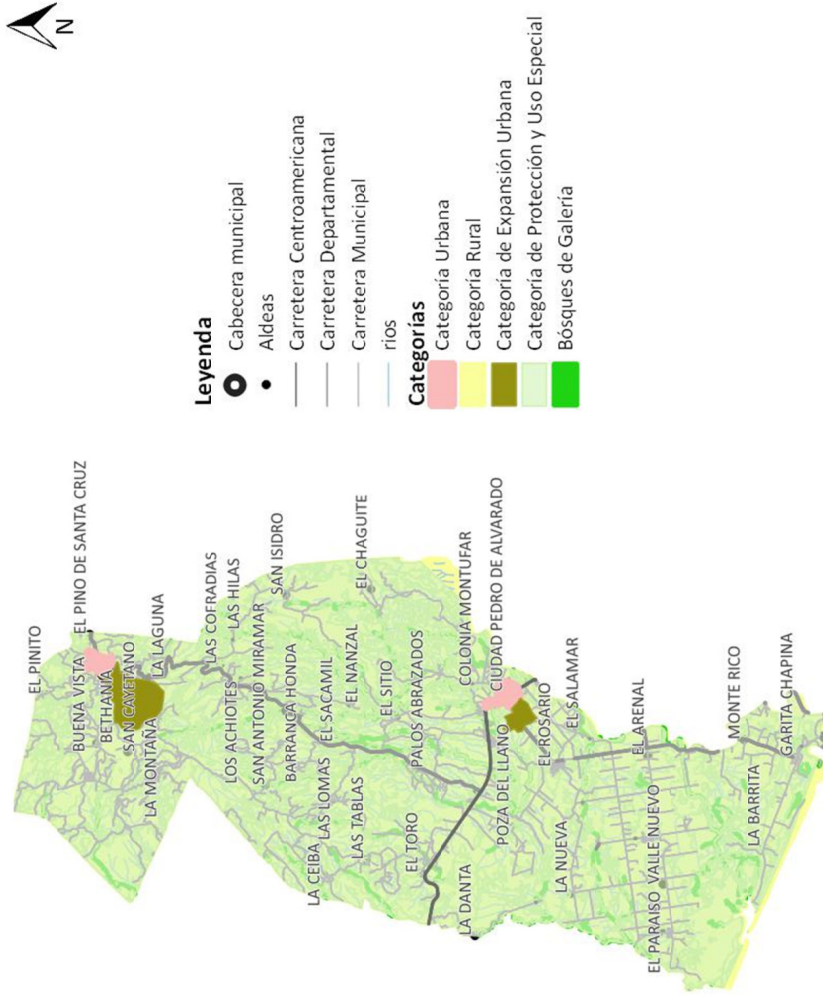 N
EL PINITO
EL PINO DE SANTA CRUZ
BUENA VISTA
BETHANIA
SAN CAYETANO
LA MONTAÑA
LA LAGUNA
LAS COFRADIAS
LAS HILAS
LOS ACHIOTES
SAN ANTONIO MIRAMAR
SAN ISIDRO
BARRANCA HONDA
LA CEIBA
LAS LOMAS
EL SACAMIL
EL NANZAL
EL CHAGUITE
LAS TABLAS
EL SITIO
EL TORO
PALOS ABRAZADOS
COLONIA MONTUFAR
LA DANTA
CIUDAD PEDRO DE ALVARADO
POZA DEL LLANO
EL ROSARIO
LA NUEVA
EL SALAMAR
EL ARENAL
EL PARAISO
VALLE NUEVO
MONTE RICO
LA BARRITA
GARITA CHAPINA
Leyenda
Cabecera municipal
Aldeas
Carretera Centroamericana
Carretera Departamental
Carretera Municipal
rios
Categorías
Categoría Urbana
Categoría Rural
Categoría de Expansión Urbana
Categoría de Protección y Uso Especial
Bósques de Galería